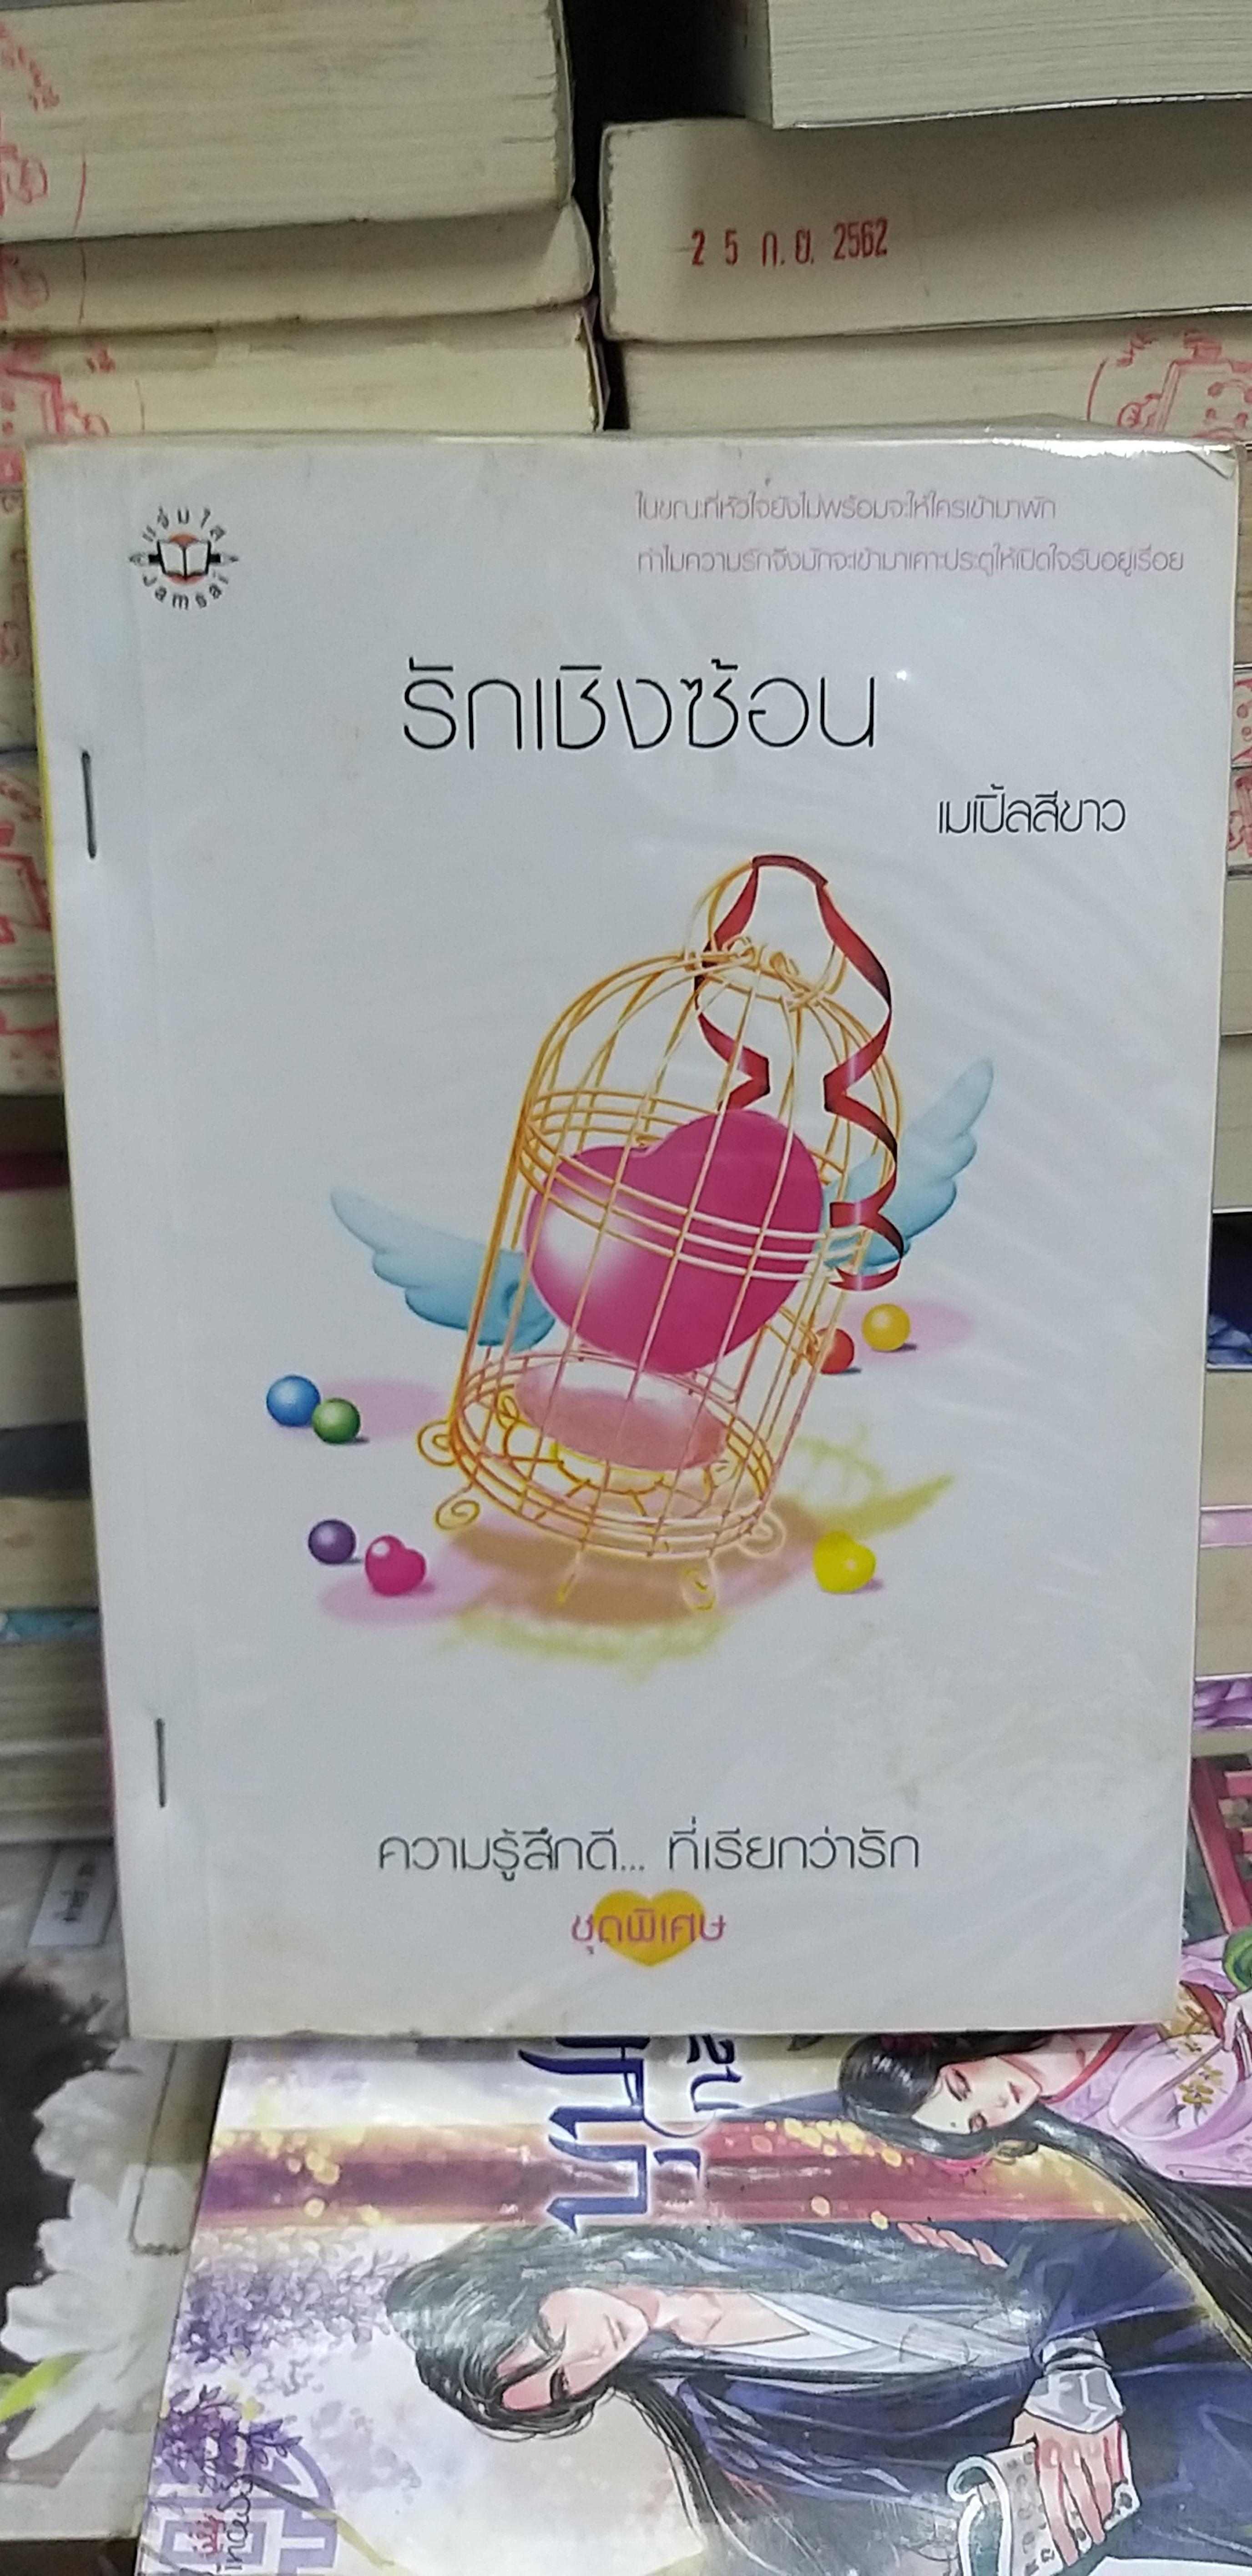 2 5 ก.ย. 2562
แจ่มใส
Jamsai
ในขณะที่หัวใจยังไม่พร้อมจะให้ใครเข้ามาพัก
ทำไมความรักจึงมักจะเข้ามาเคาะประตูให้เปิดใจรับอยู่เรื่อย
รักเชิงซ้อน
เมเปิ้ลสีขาว
ความรู้สึกดี... ที่เรียกว่ารัก
ชุดพิเศษ